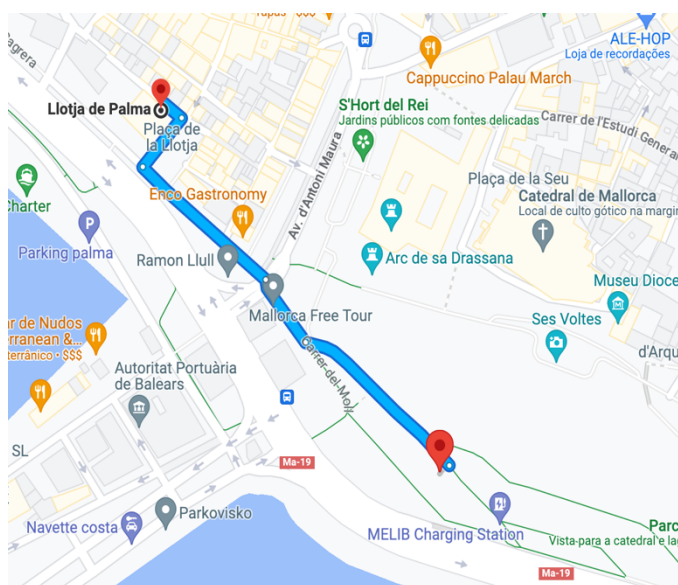 Sagrera
Tapas • $$
ALE-HOP
Loja de recordações
Cappuccino Palau March
Llotja de Palma
Plaça de
la Llotja
S'Hort del Rei
Jardins públicos com fontes delicadas
Carrer de l'Estudi General
Av. d'Antoni Maura
Plaça de la Seu
Charter
Enco Gastronomy
Catedral de Mallorca
Local de culto gótico na margin
P
Parking palma
Ramon Llull
Arc de sa Drassana
Museu Dioce
Mallorca Free Tour
ar de Nudos
erranean &...
terrânico • $$$
Ses Voltes
d'Arqu
Autoritat Portuària
de Balears
Carrer-del-Moll
SL
Ma-19
Parkovisko
Navette costa
MELIB Charging Station
Parc
Vista-para a catedral e lag
Ma-19